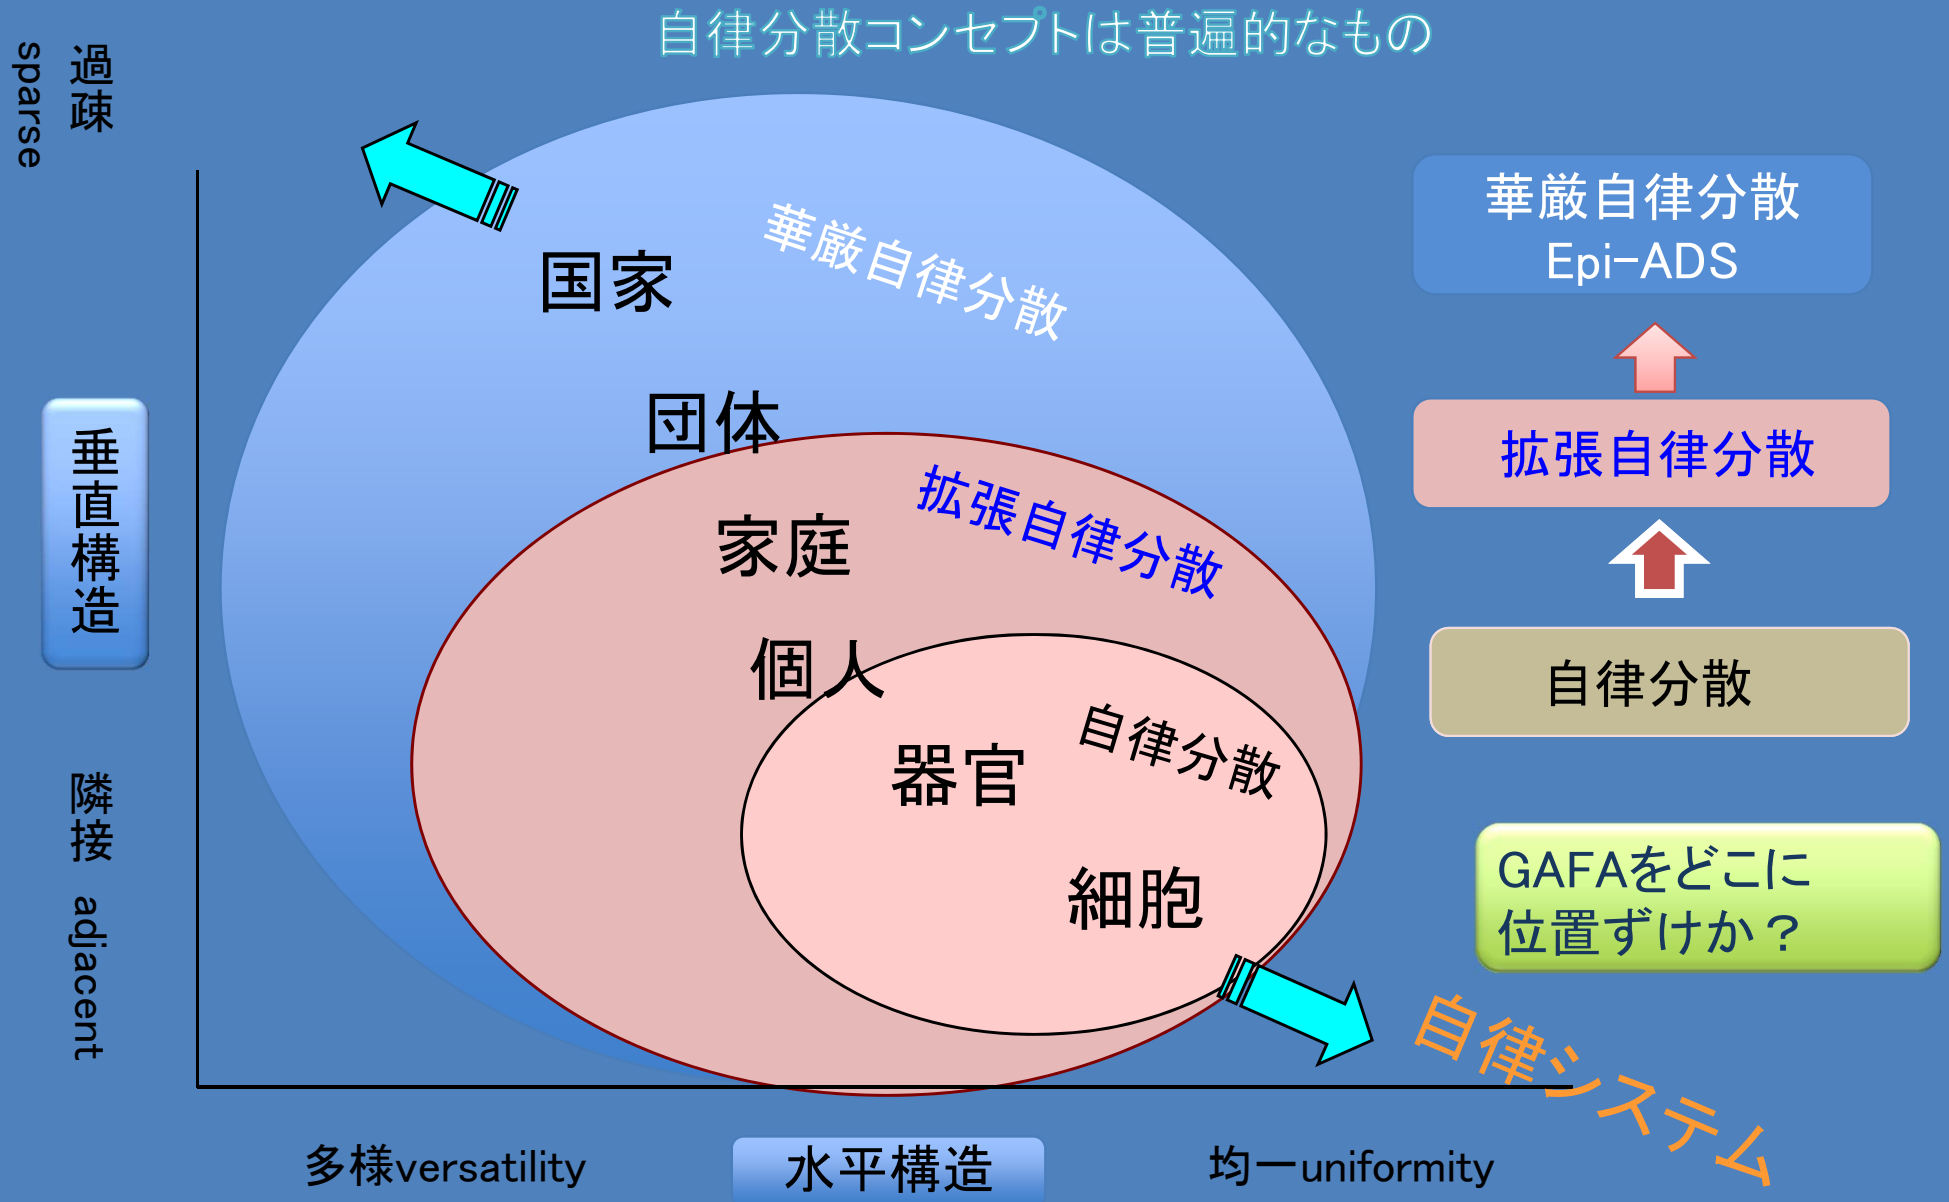 自律分散コンセプトは普遍的なもの
過疎
sparse
垂直構造
隣接 adjacent
国家
華厳自律分散
団体
家庭
拡張自律分散
個人
器官
自律分散
細胞
華厳自律分散
Epi-ADS
拡張自律分散
自律分散
GAFAをどこに
位置ずけか？
自律システム
多様versatility
水平構造
均一uniformity